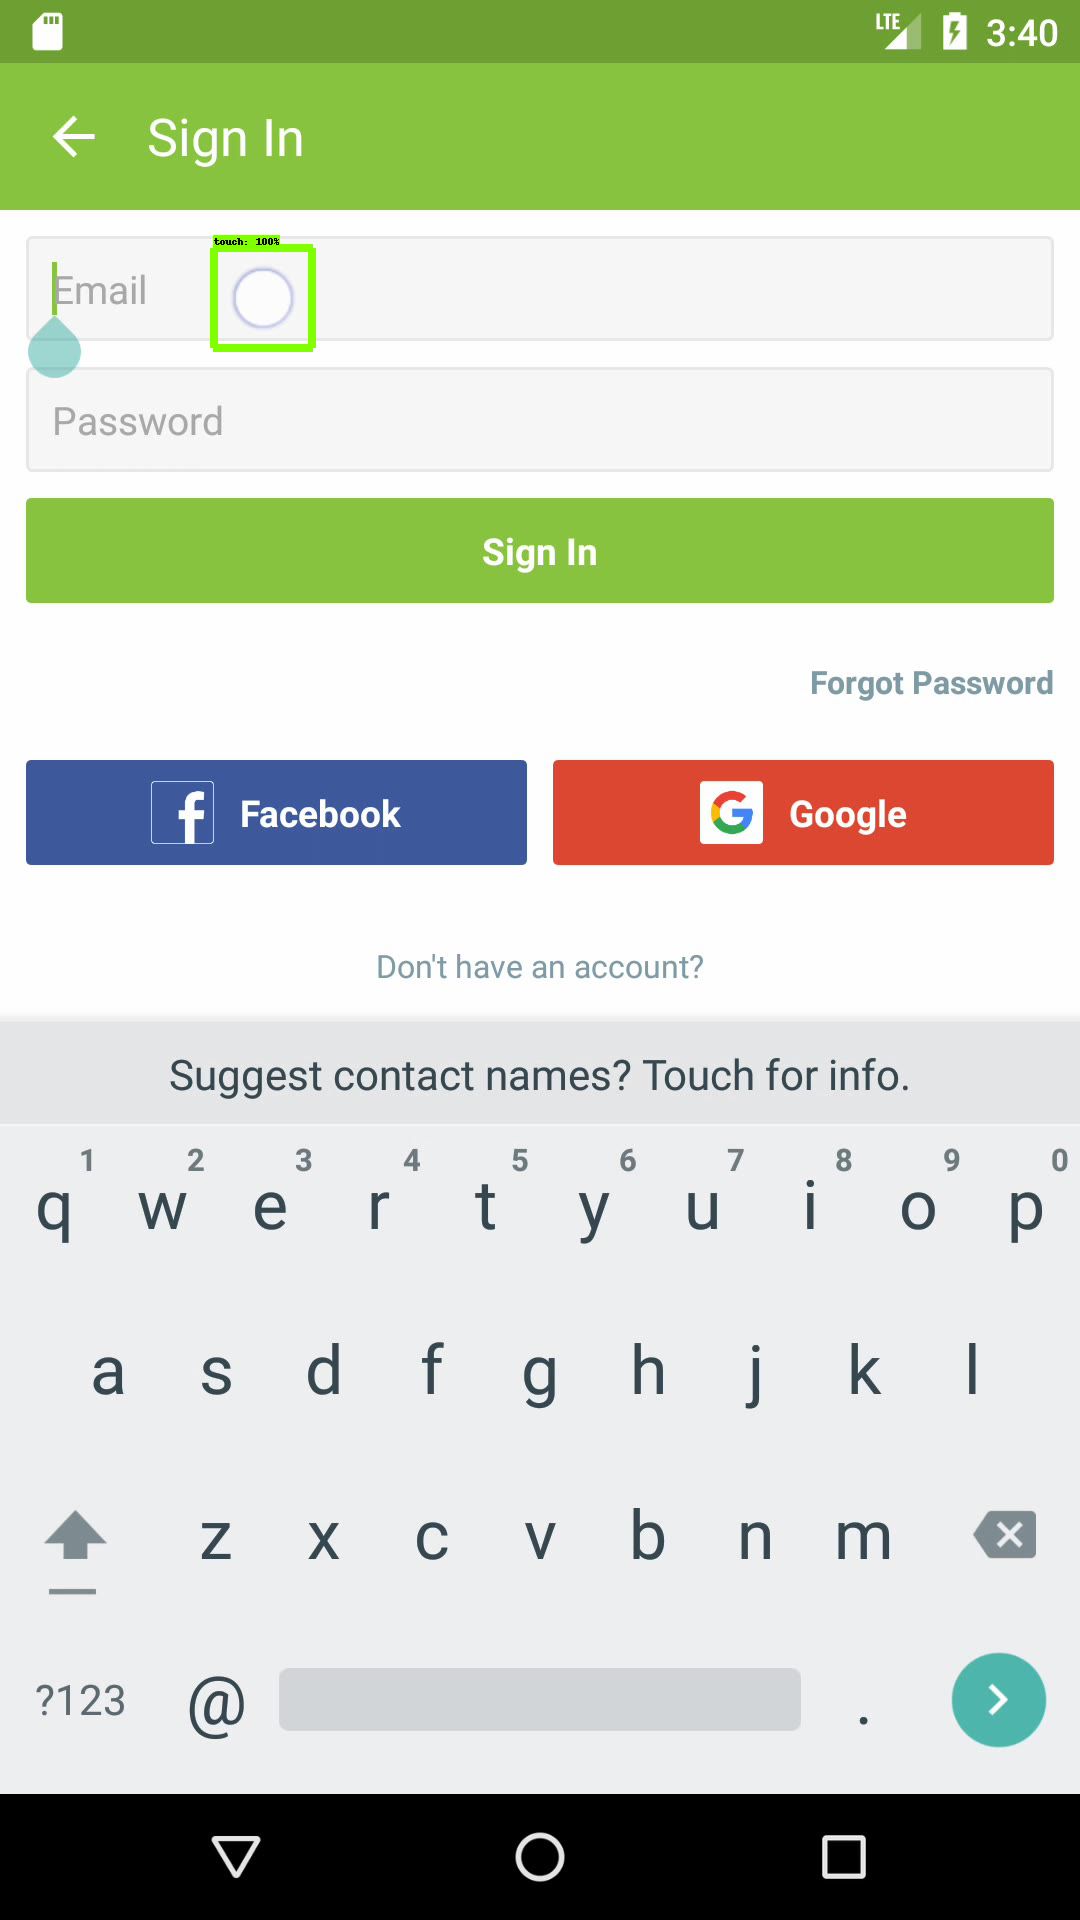 LTE 3:40
Sign In
touch: 100%
Email
Password
Sign In
Forgot Password
Facebook Google
Don't have an account?
Suggest contact names? Touch for info.
1 2 3 4 5 6 7 8 9 0
q w e r t y u i o p
a s d f g h j k l
z x c v b n m
?123 @ .